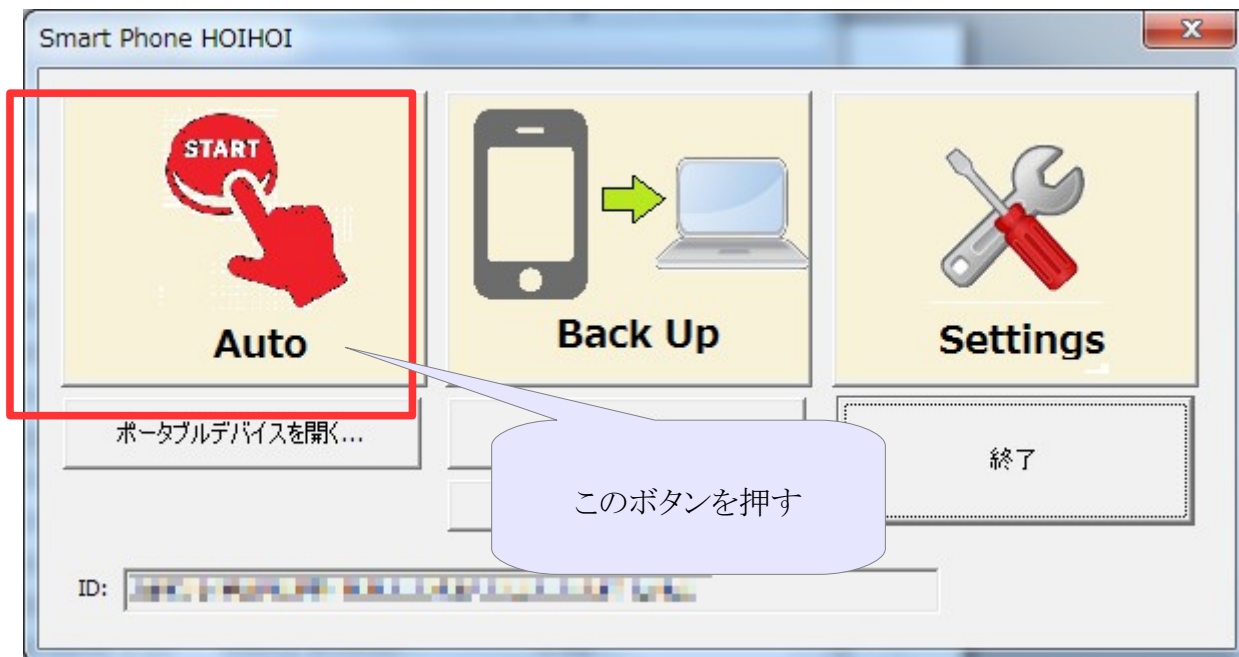 Smart Phone HOIHOI
START
Auto
Back Up
Settings
ポータブルデバイスを開く...
終了
このボタンを押す
ID: